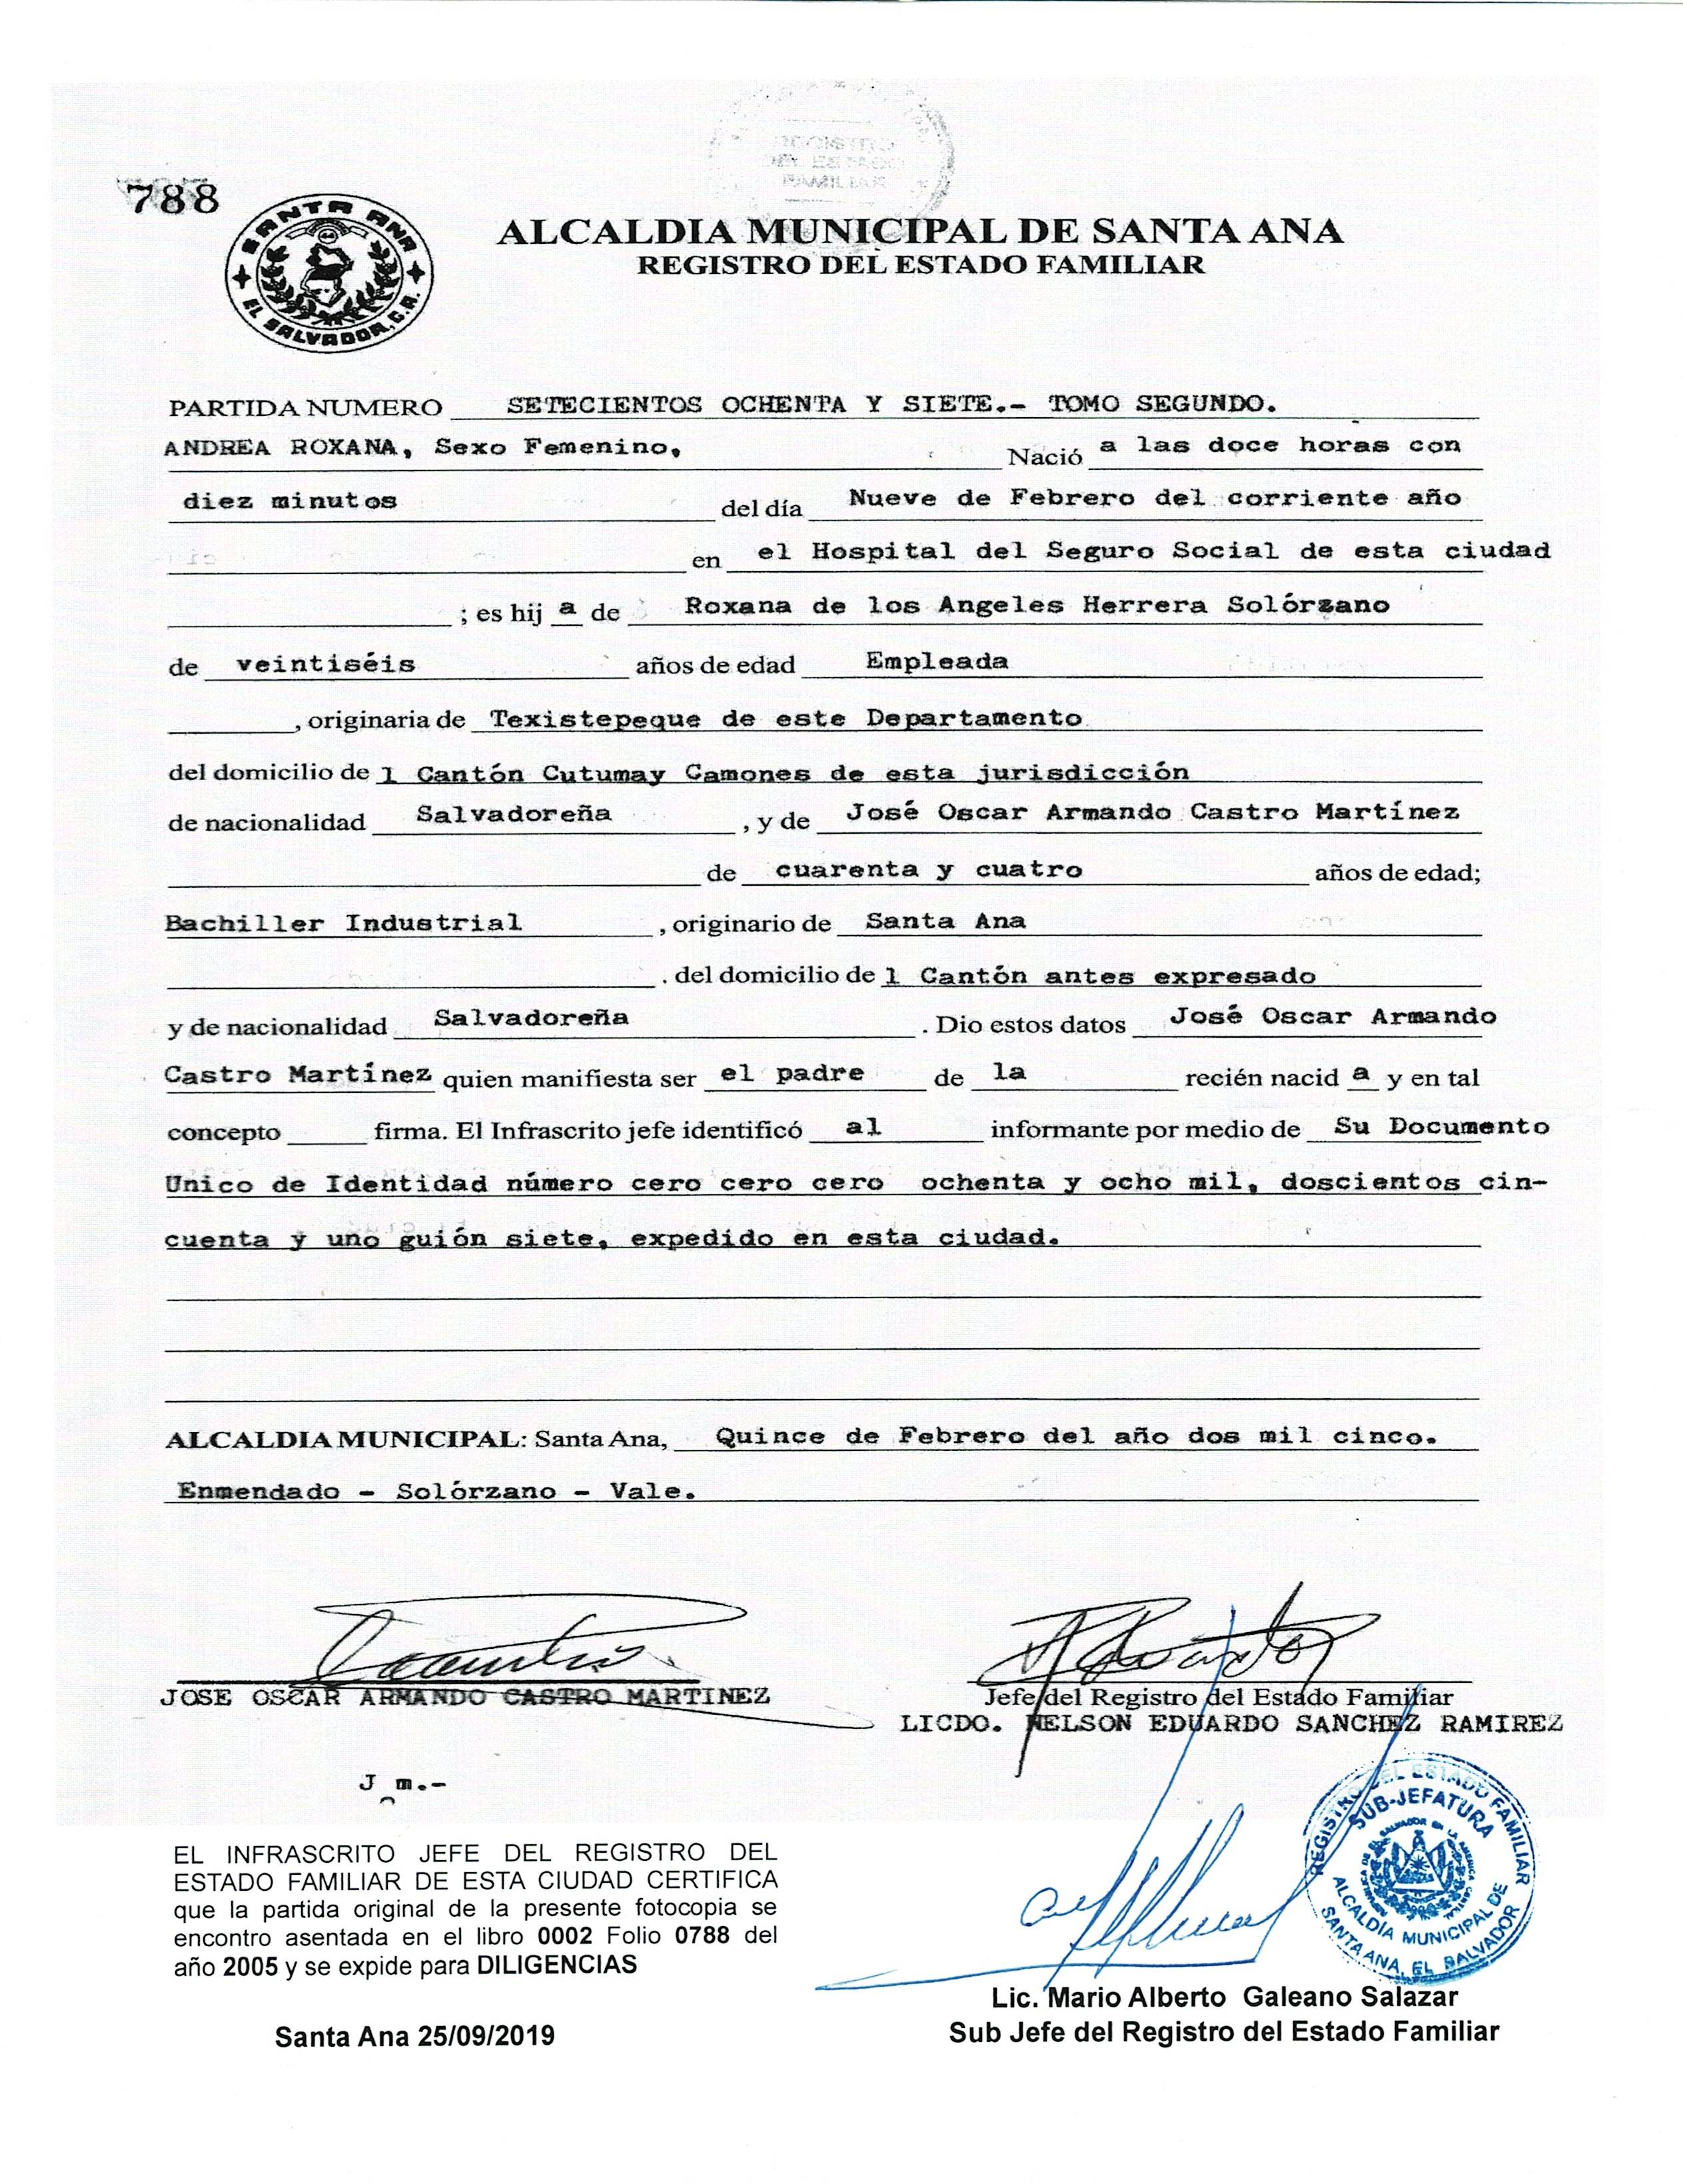 REGISTRO
DEL ESTADO
FAMILIAR
788
SANTA ANA
EL SALVADOR, C.A.
ALCALDIA MUNICIPAL DE SANTA ANA
REGISTRO DEL ESTADO FAMILIAR
PARTIDA NUMERO SETECIENTOS OCHENTA Y SIETE.- TOMO SEGUNDO.
ANDREA ROXANA, Sexo Femenino, Nació a las doce horas con
diez minutos del día Nueve de Febrero del corriente año
en el Hospital del Seguro Social de esta ciudad
; es hij a de Roxana de los Angeles Herrera Solórzano
de veintiséis años de edad Empleada
, originaria de Texistepeque de este Departamento
del domicilio de l Cantón Cutumay Camones de esta jurisdicción
de nacionalidad Salvadoreña , y de José Oscar Armando Castro Martínez
de cuarenta y cuatro años de edad;
Bachiller Industrial , originario de Santa Ana
. del domicilio de l Cantón antes expresado
y de nacionalidad Salvadoreña . Dio estos datos José Oscar Armando
Castro Martínez quien manifiesta ser el padre de la recién nacid a y en tal
concepto firma. El Infrascrito jefe identificó al informante por medio de Su Documento
Unico de Identidad número cero cero cero ochenta y ocho mil, doscientos cin-
cuenta y uno guión siete, expedido en esta ciudad.
ALCALDIA MUNICIPAL: Santa Ana, Quince de Febrero del año dos mil cinco.
Enmendado - Solórzano - Vale.
JOSE OSCAR ARMANDO CASTRO MARTINEZ
Jefe del Registro del Estado Familiar
LICDO. NELSON EDUARDO SANCHEZ RAMIREZ
J m.-
EL INFRASCRITO JEFE DEL REGISTRO DEL
ESTADO FAMILIAR DE ESTA CIUDAD CERTIFICA
que la partida original de la presente fotocopia se
encontro asentada en el libro 0002 Folio 0788 del
año 2005 y se expide para DILIGENCIAS
Santa Ana 25/09/2019
REGISTRO DEL ESTADO FAMILIAR
SUB-JEFATURA
ALCALDÍA MUNICIPAL DE
SANTA ANA, EL SALVADOR
Lic. Mario Alberto Galeano Salazar
Sub Jefe del Registro del Estado Familiar